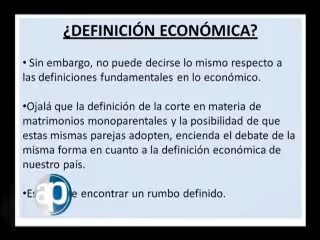 ¿DEFINICIÓN ECONÓMICA?
• Sin embargo, no puede decirse lo mismo respecto a
las definiciones fundamentales en lo económico.
•Ojalá que la definición de la corte en materia de
matrimonios monoparentales y la posibilidad de que
estas mismas parejas adopten, encienda el debate de la
misma forma en cuanto a la definición económica de
nuestro país.
•Es e encontrar un rumbo definido.